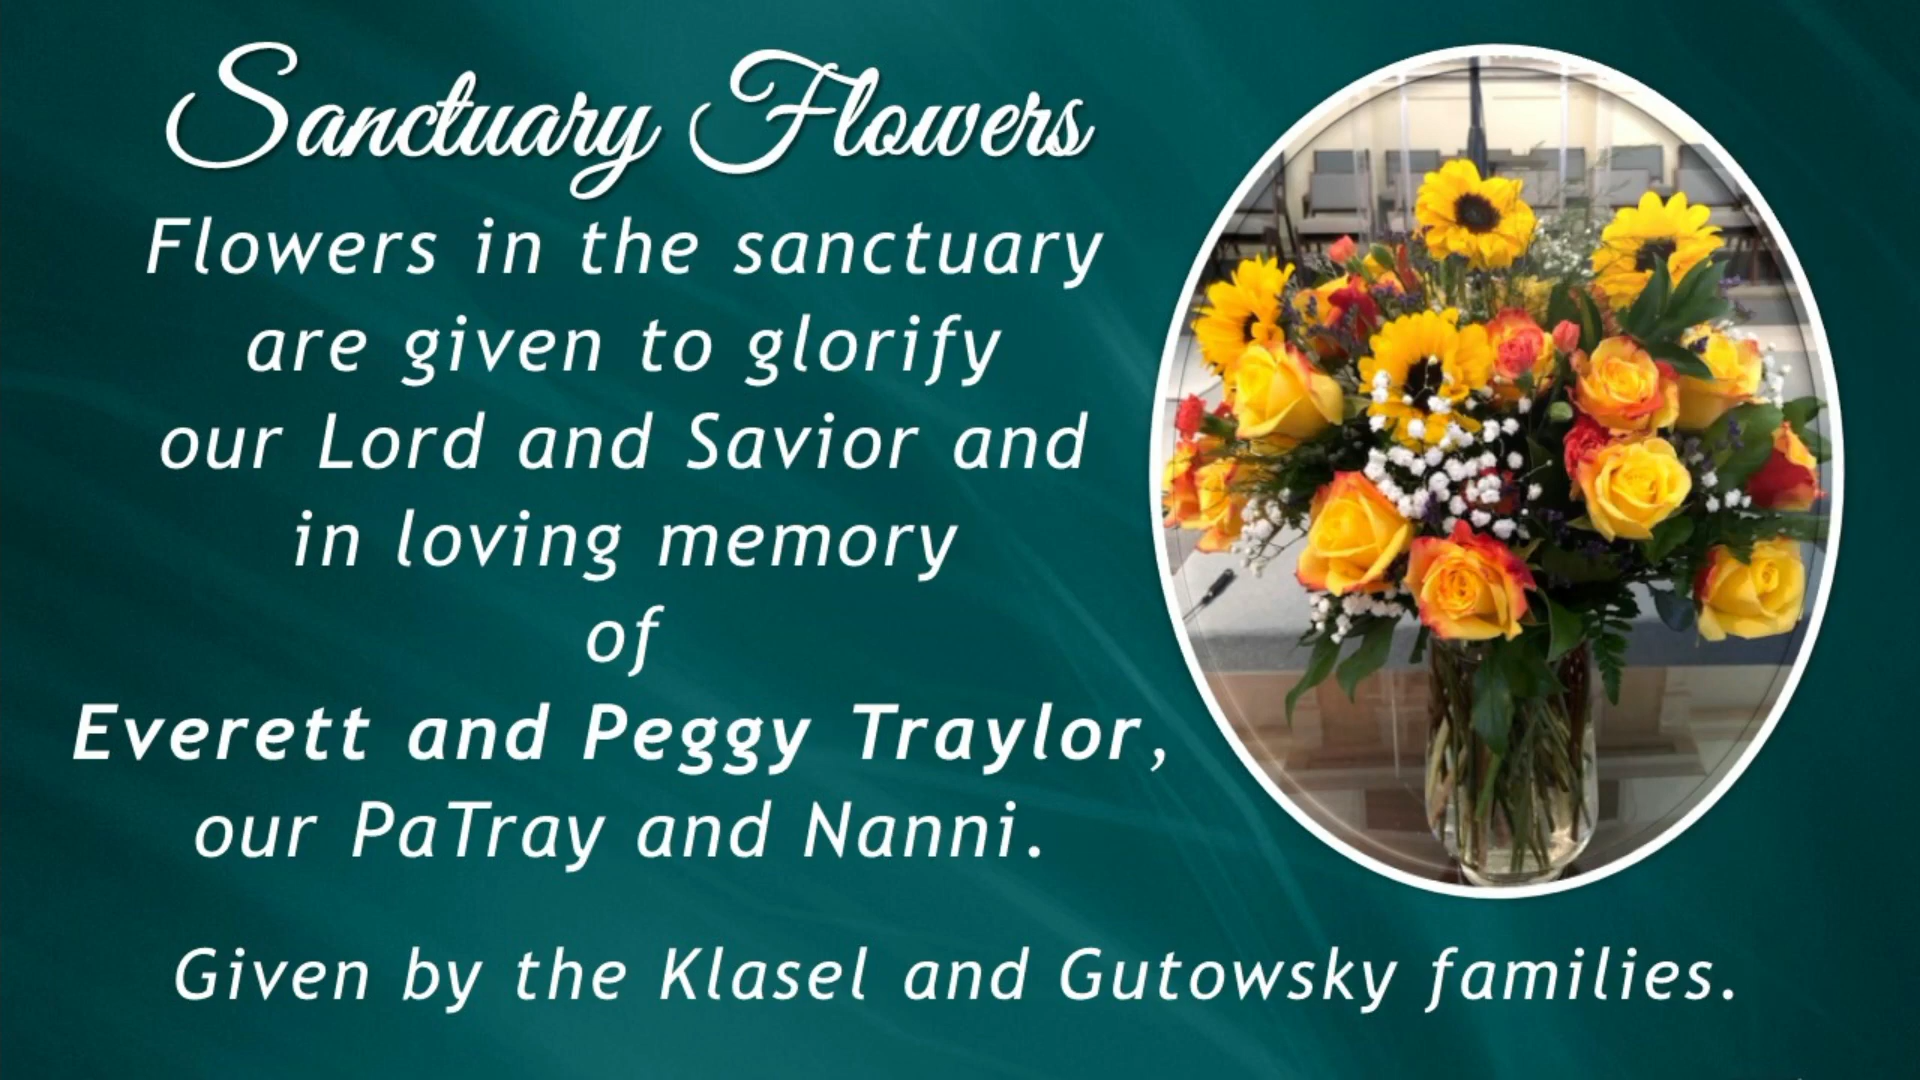 Sanctuary Flowers
Flowers in the sanctuary
are given to glorify
our Lord and Savior and
in loving memory
of
Everett and Peggy Traylor,
our PaTray and Nanni.
Given by the Klasel and Gutowsky families.